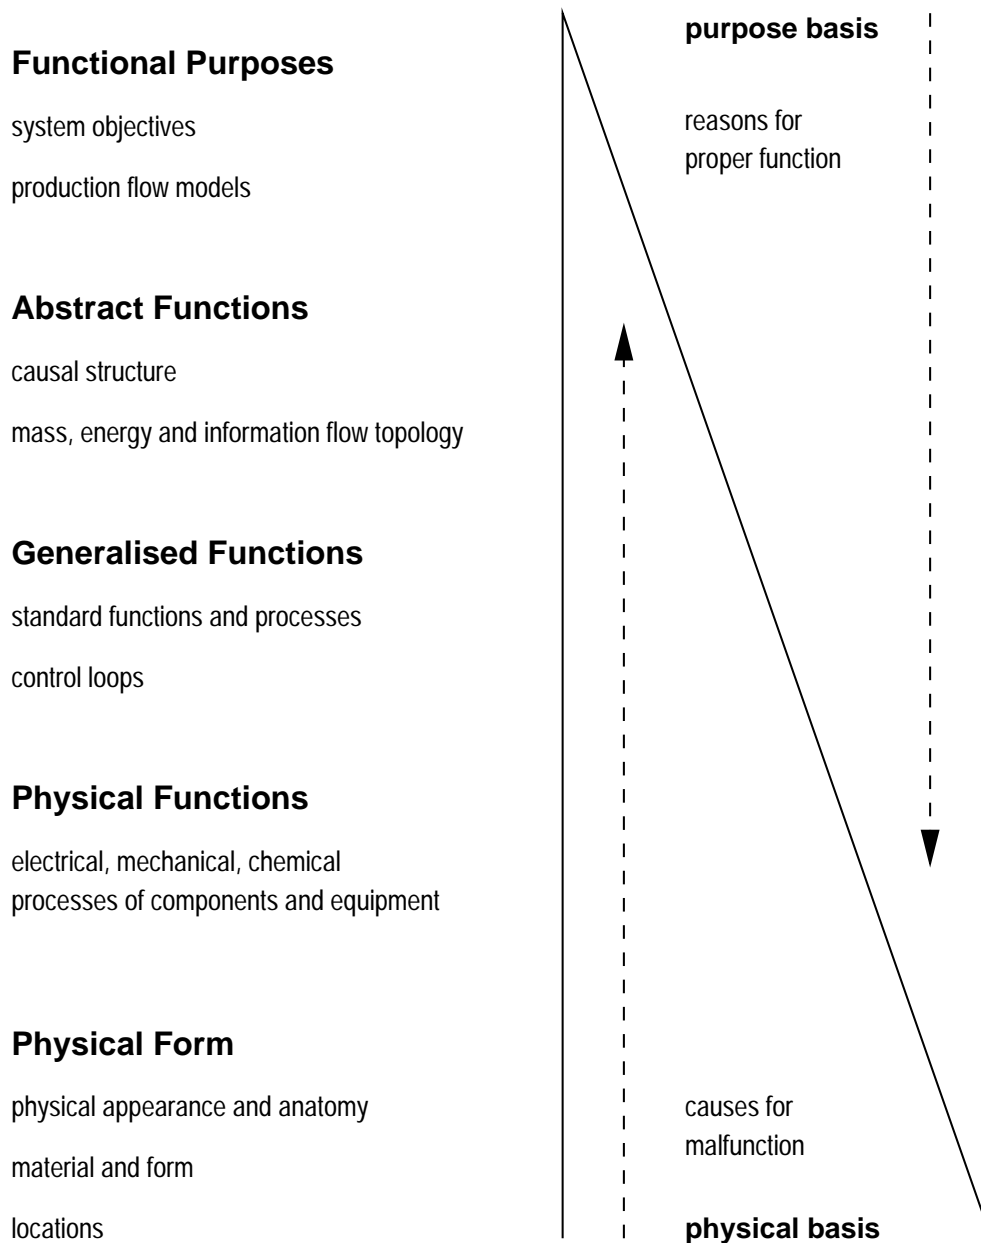 Functional Purposes
system objectives
production flow models
Abstract Functions
causal structure
mass, energy and information flow topology
Generalised Functions
standard functions and processes
control loops
Physical Functions
electrical, mechanical, chemical
processes of components and equipment
Physical Form
physical appearance and anatomy
material and form
locations
purpose basis
reasons for
proper function
causes for
malfunction
physical basis